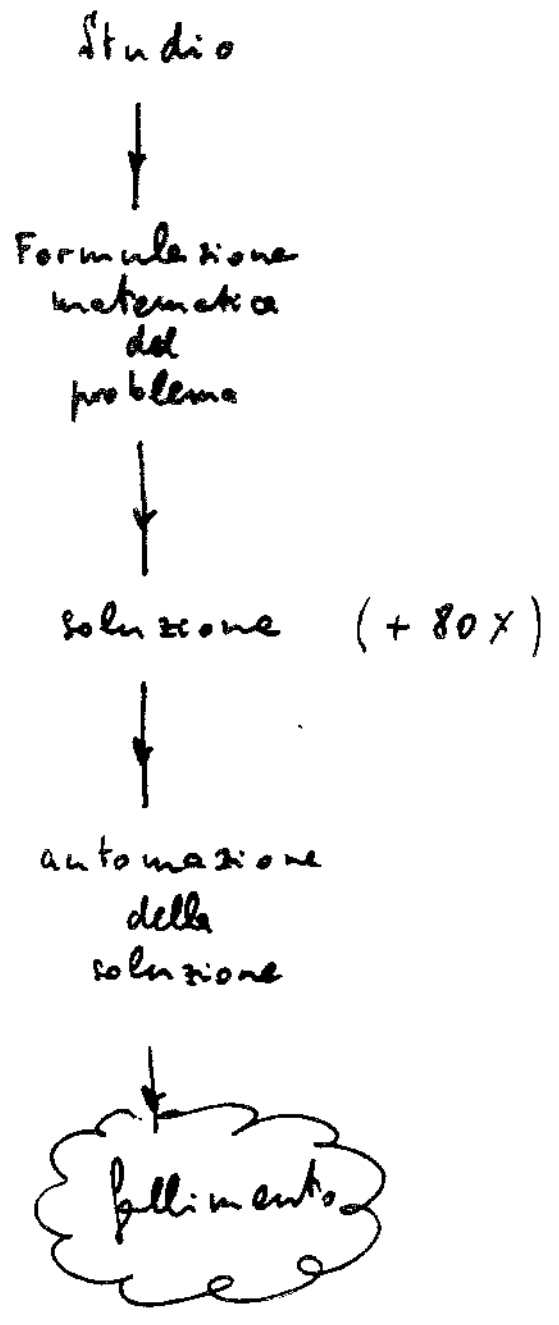 Studio
Formulazione
matematica
del
problema
soluzione (+ 80 %)
automazione
della
soluzione
fallimento